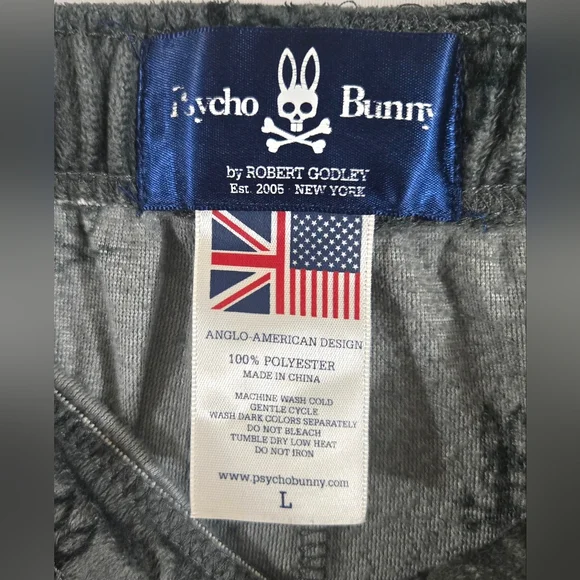 Psycho Bunny
by ROBERT GODLEY
EST. 2005 NEW YORK
ANGLO-AMERICAN DESIGN
100% POLYESTER
MADE IN CHINA
MACHINE WASH COLD
GENTLE CYCLE
WASH DARK COLORS SEPARATELY
DO NOT BLEACH
TUMBLE DRY LOW HEAT
DO NOT IRON
www.psychobunny.com
L